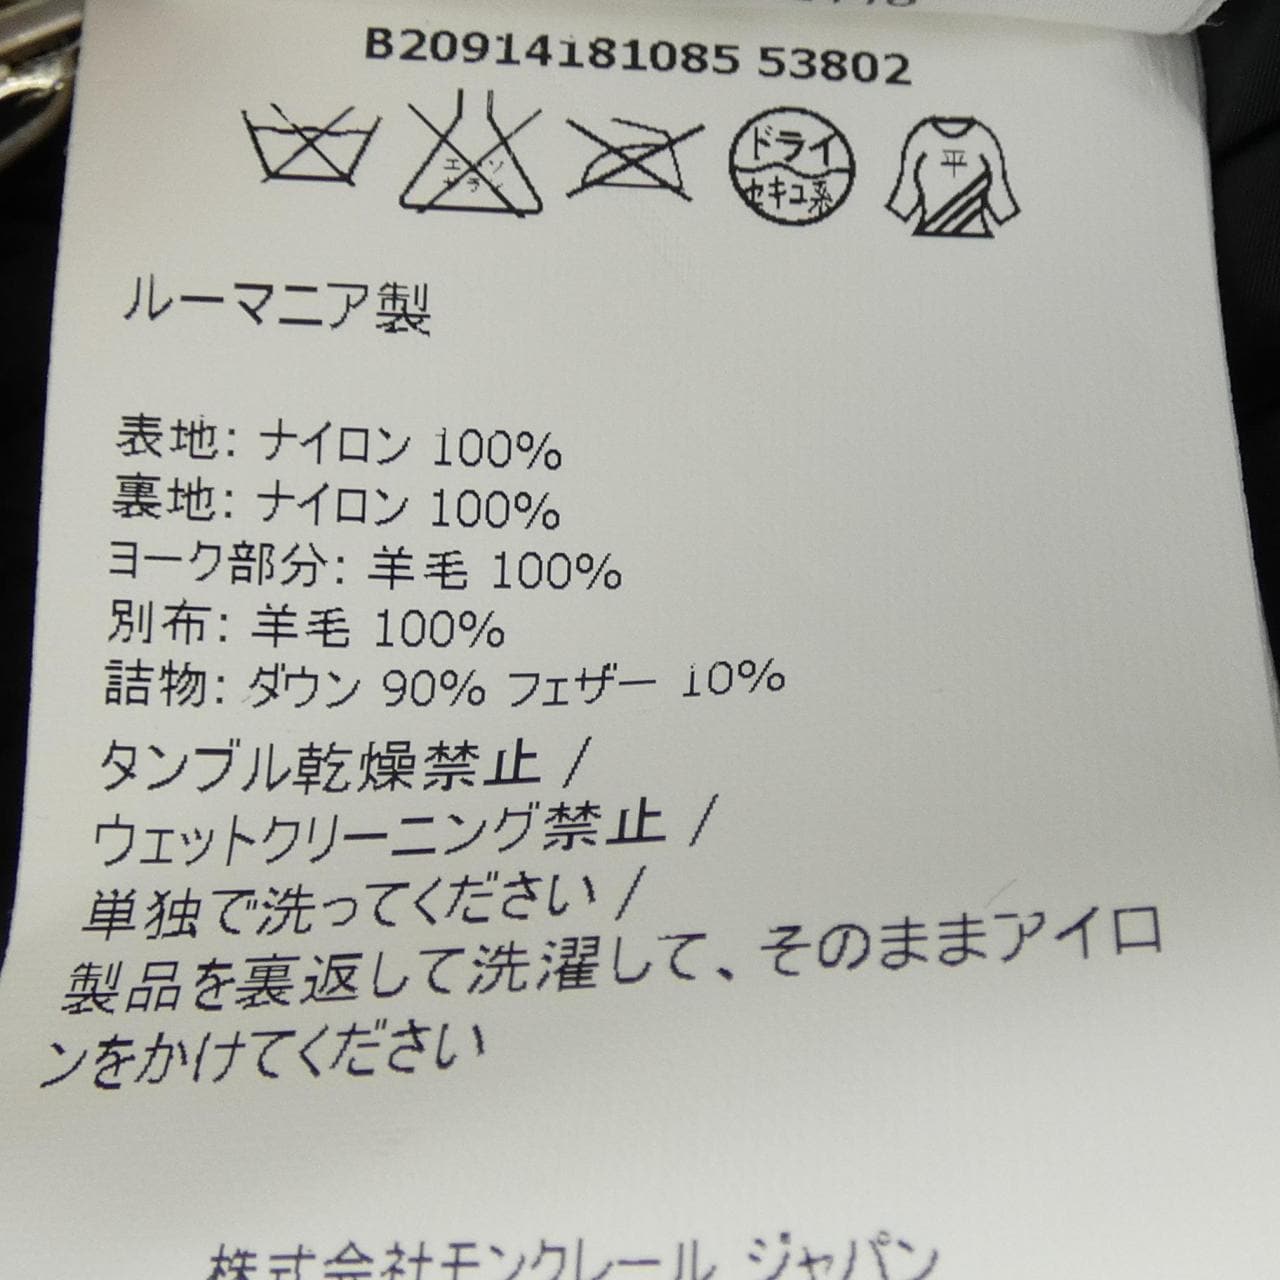 B20914181085 53802
ドライ
セキユ系
平
ルーマニア製
表地: ナイロン 100%
裏地: ナイロン 100%
ヨーク部分: 羊毛 100%
別布: 羊毛 100%
詰物: ダウン 90% フェザー 10%
タンブル乾燥禁止 /
ウェットクリーニング禁止 /
単独で洗ってください /
製品を裏返して洗濯して、そのままアイロ
ンをかけてください
株式会社モンクレール ジャパン